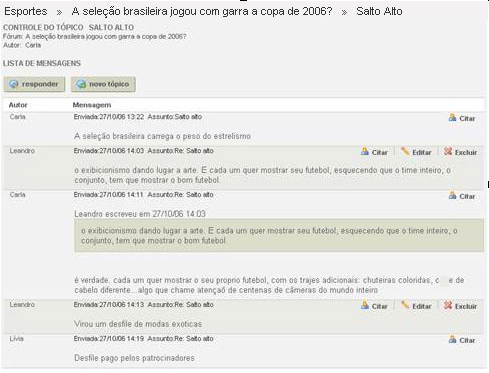 Esportes » A seleção brasileira jogou com garra a copa de 2006? » Salto Alto
CONTROLE DO TÓPICO SALTO ALTO
Fórum: A seleção brasileira jogou com garra a copa de 2006?
Autor: Carla
LISTA DE MENSAGENS
responder novo tópico
Autor Mensagem
Carla Enviada:27/10/06 13:22 Assunto:Salto alto Citar
A seleção brasileira carrega o peso do estrelismo
Leandro Enviada:27/10/06 14:03 Assunto:Re: Salto alto Citar Editar Excluir
o exibicionismo dando lugar a arte. E cada um quer mostrar seu futebol, esquecendo que o time inteiro, o
conjunto, tem que mostrar o bom futebol.
Carla Enviada:27/10/06 14:11 Assunto:Re: Salto alto Citar
Leandro escreveu em 27/10/06 14:03
o exibicionismo dando lugar a arte. E cada um quer mostrar seu futebol, esquecendo que o time inteiro, o
conjunto, tem que mostrar o bom futebol.
é verdade. cada um quer mostrar o seu proprio futebol, com os trajes adicionais: chuteiras coloridas, de
cabelo diferente... algo que chame atençaõ de centenas de câmeras do mundo inteiro
Leandro Enviada:27/10/06 14:13 Assunto:Re: Salto alto Citar Editar Excluir
Virou um desfile de modas exoticas
Lívia Enviada:27/10/06 14:19 Assunto:Re: Salto alto Citar
Desfile pago pelos patrocinadores